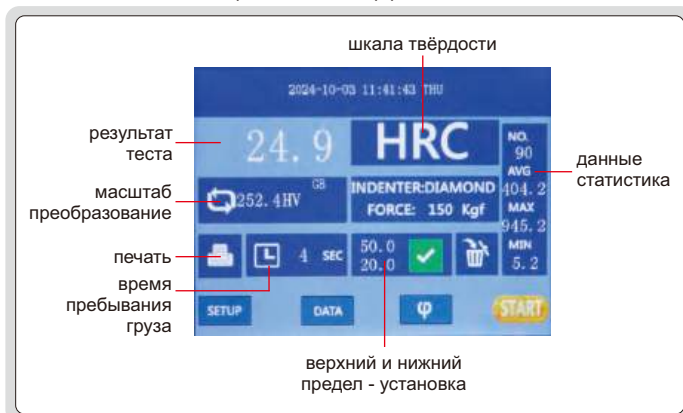 шкала твёрдости
2024-10-03 11:41:43 THU
результат
теста
24.9
HRC
NO.
90
AVG
404.2
MAX
945.2
MIN
5.2
данные
статистика
масштаб
преобразование
252.4HV
GB
INDENTER:DIAMOND
FORCE: 150 Kgf
печать
4 SEC
50.0
20.0
время
пребывания
груза
SETUP
DATA
φ
START
верхний и нижний
предел - установка